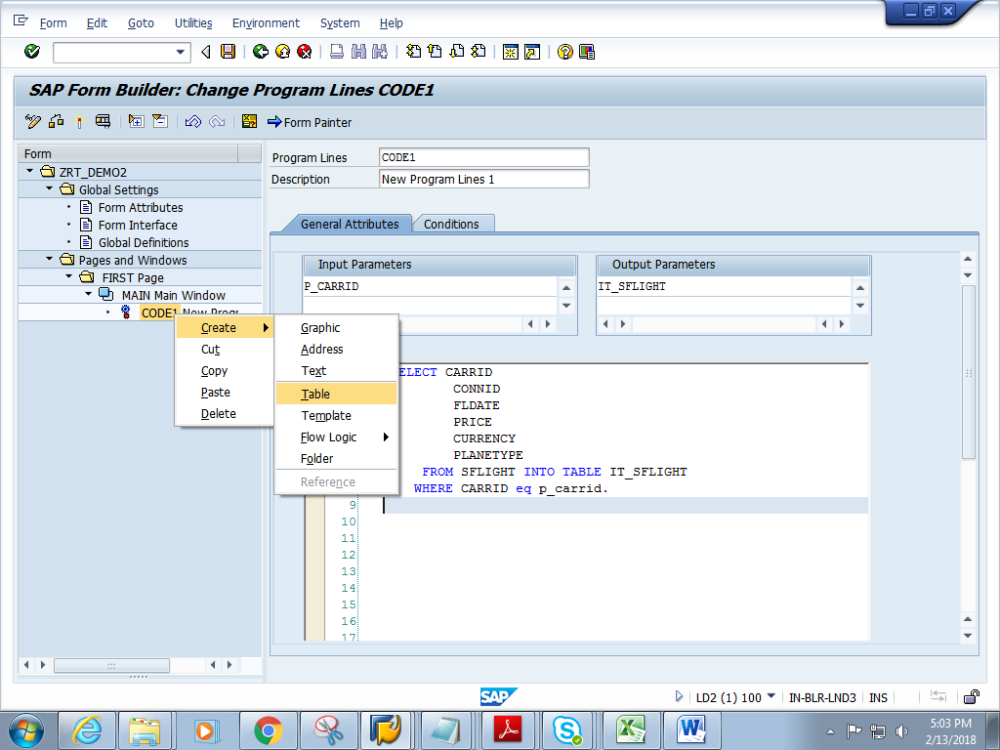 Form Edit Goto Utilities Environment System Help
SAP Form Builder: Change Program Lines CODE1
Form Painter
Form
ZRT_DEMO2
Global Settings
Form Attributes
Form Interface
Global Definitions
Pages and Windows
FIRST Page
MAIN Main Window
CODE1 New Progr
Create
Cut
Copy
Paste
Delete
Graphic
Address
Text
Table
Template
Flow Logic
Folder
Reference
Program Lines CODE1
Description New Program Lines 1
General Attributes Conditions
Input Parameters Output Parameters
P_CARRID IT_SFLIGHT
ELECT CARRID
CONNID
FLDATE
PRICE
CURRENCY
PLANETYPE
FROM SFLIGHT INTO TABLE IT_SFLIGHT
WHERE CARRID eq p_carrid.
9
10
11
12
13
14
15
16
17
SAP LD2 (1) 100 IN-BLR-LND3 INS
5:03 PM
2/13/2018